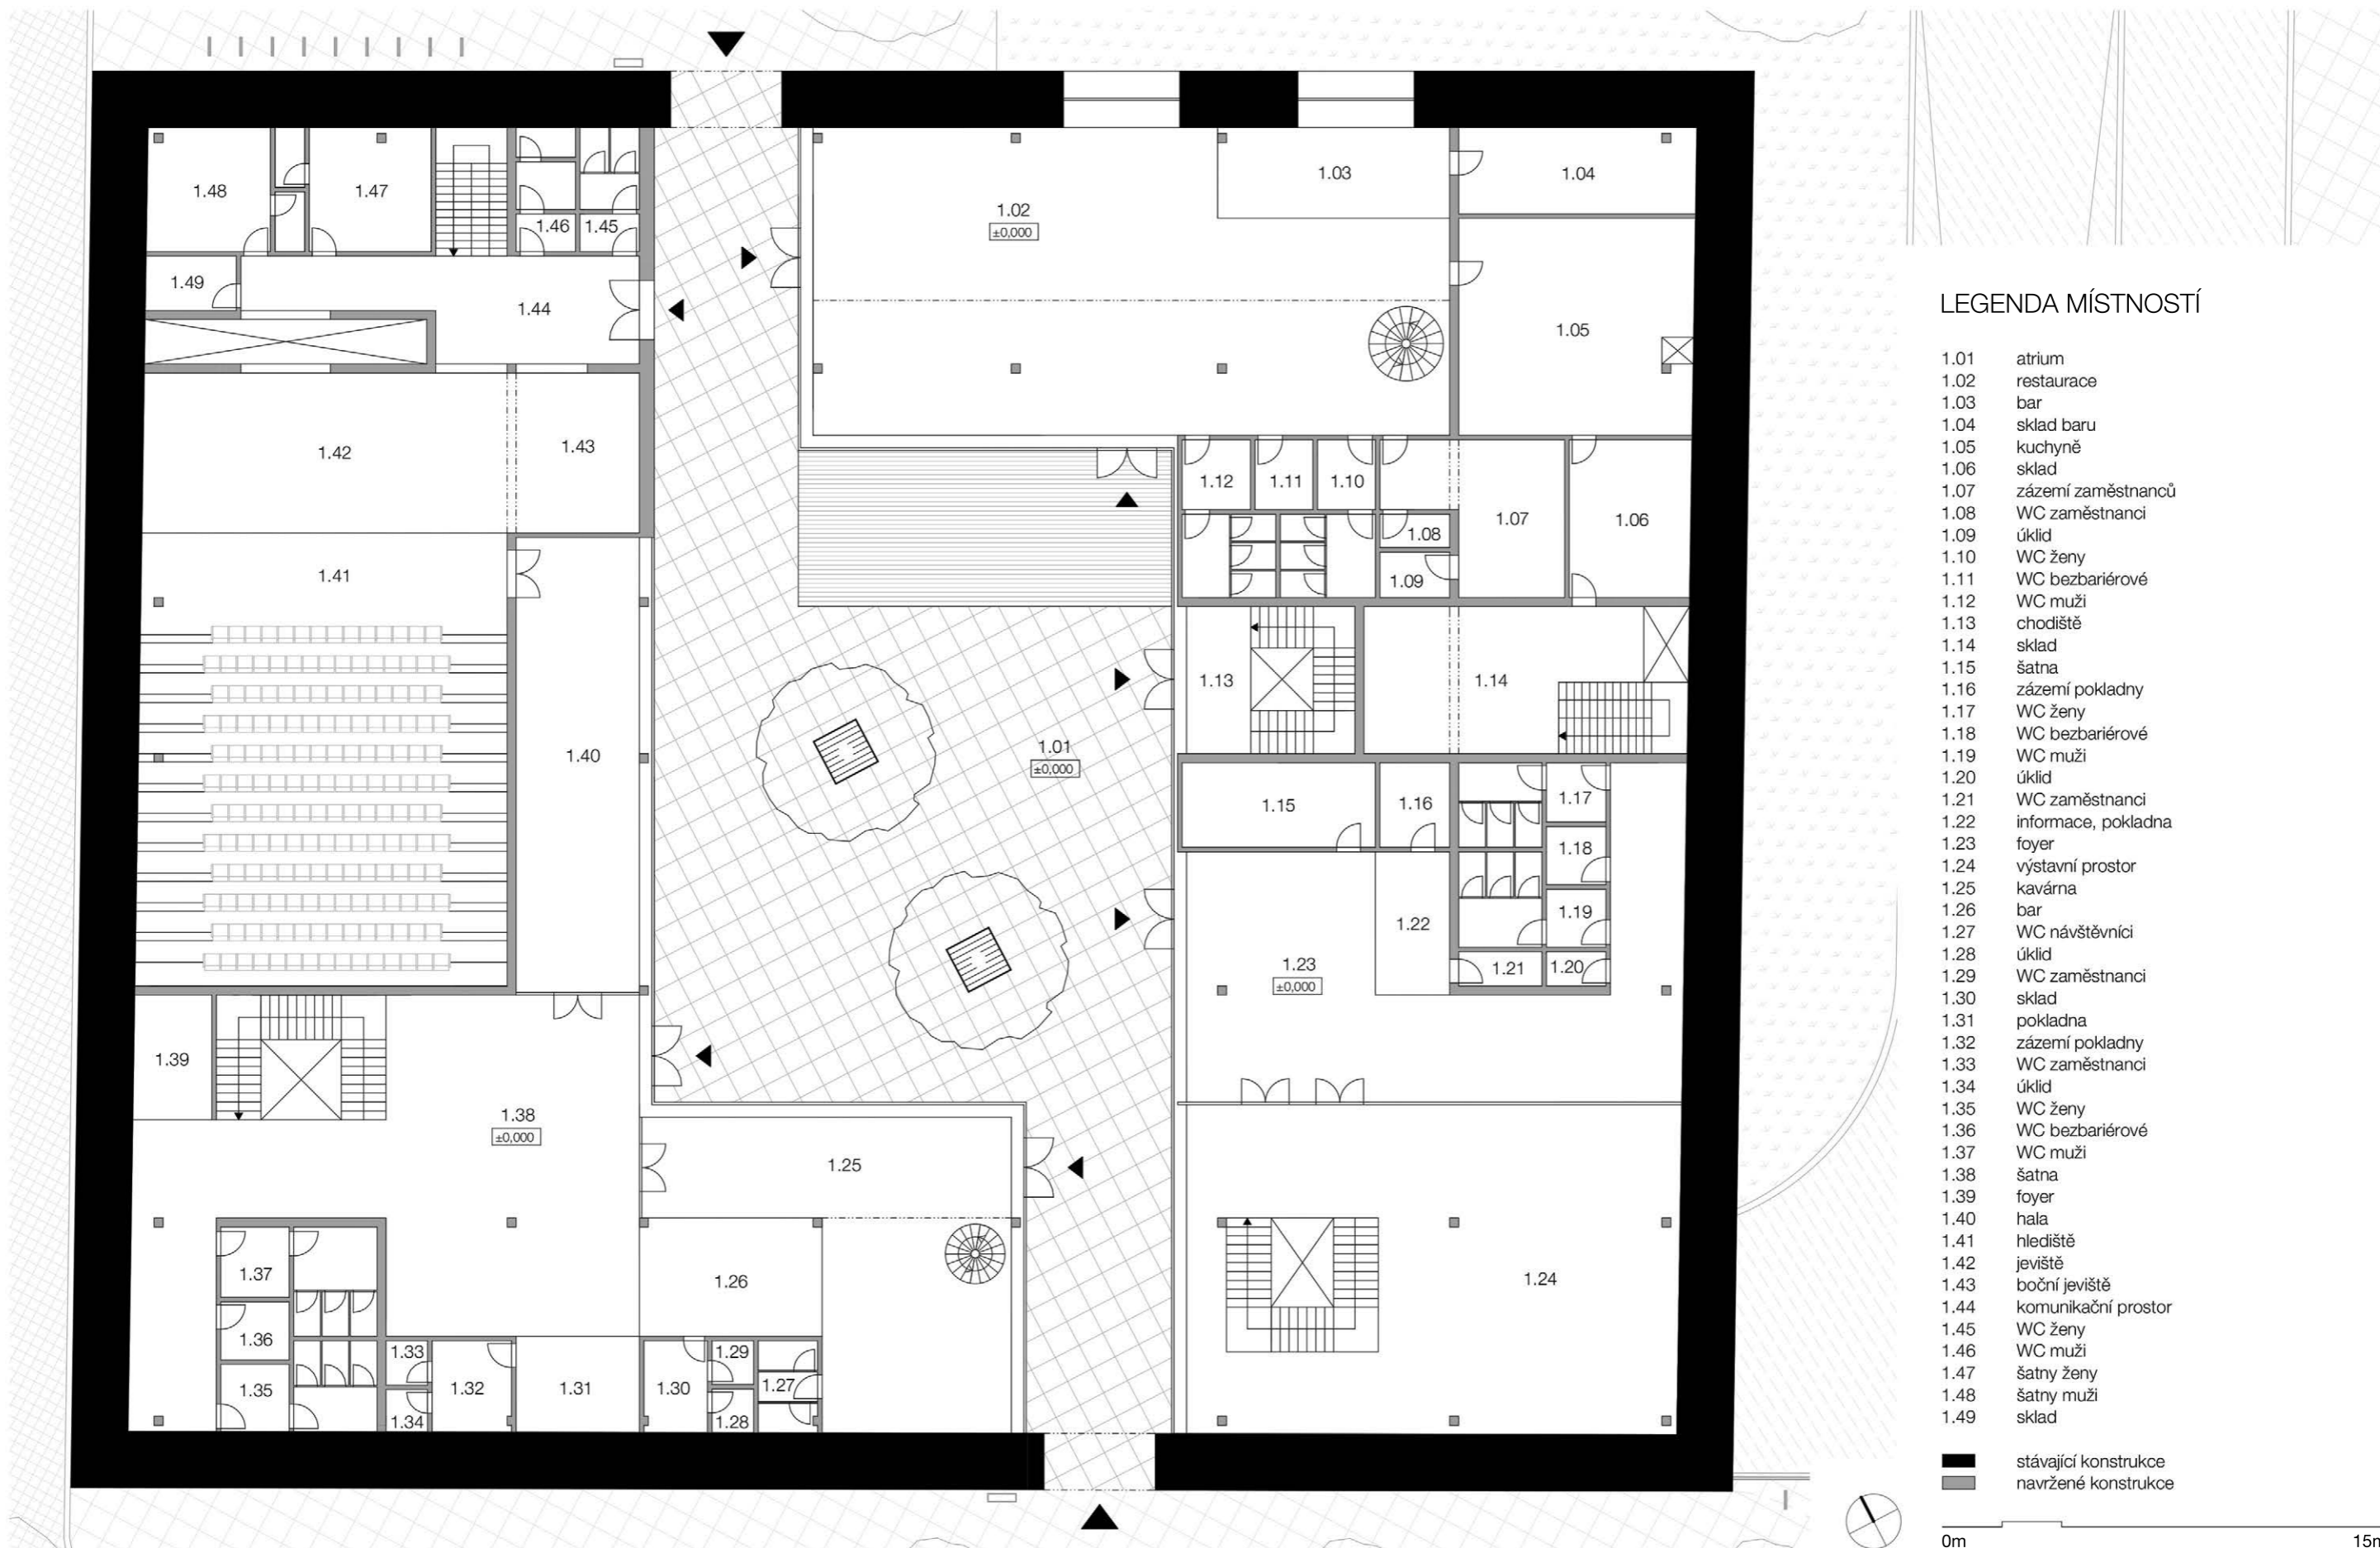 1.48
1.47
1.46
1.45
1.49
1.44
1.02
±0,000
1.03
1.04
1.05
1.42
1.43
1.41
1.40
1.12
1.11
1.10
1.08
1.09
1.07
1.06
1.13
1.14
1.01
±0,000
1.15
1.16
1.17
1.18
1.19
1.22
1.21
1.20
1.23
±0,000
1.39
1.38
±0,000
1.25
1.26
1.24
1.37
1.36
1.35
1.33
1.34
1.32
1.31
1.30
1.29
1.28
1.27
LEGENDA MÍSTNOSTÍ
1.01 atrium
1.02 restaurace
1.03 bar
1.04 sklad baru
1.05 kuchyně
1.06 sklad
1.07 zázemí zaměstnanců
1.08 WC zaměstnanci
1.09 úklid
1.10 WC ženy
1.11 WC bezbariérové
1.12 WC muži
1.13 chodiště
1.14 sklad
1.15 šatna
1.16 zázemí pokladny
1.17 WC ženy
1.18 WC bezbariérové
1.19 WC muži
1.20 úklid
1.21 WC zaměstnanci
1.22 informace, pokladna
1.23 foyer
1.24 výstavní prostor
1.25 kavárna
1.26 bar
1.27 WC návštěvníci
1.28 úklid
1.29 WC zaměstnanci
1.30 sklad
1.31 pokladna
1.32 zázemí pokladny
1.33 WC zaměstnanci
1.34 úklid
1.35 WC ženy
1.36 WC bezbariérové
1.37 WC muži
1.38 šatna
1.39 foyer
1.40 hala
1.41 hlediště
1.42 jeviště
1.43 boční jeviště
1.44 komunikační prostor
1.45 WC ženy
1.46 WC muži
1.47 šatny ženy
1.48 šatny muži
1.49 sklad
stávající konstrukce
navržené konstrukce
0m 15m